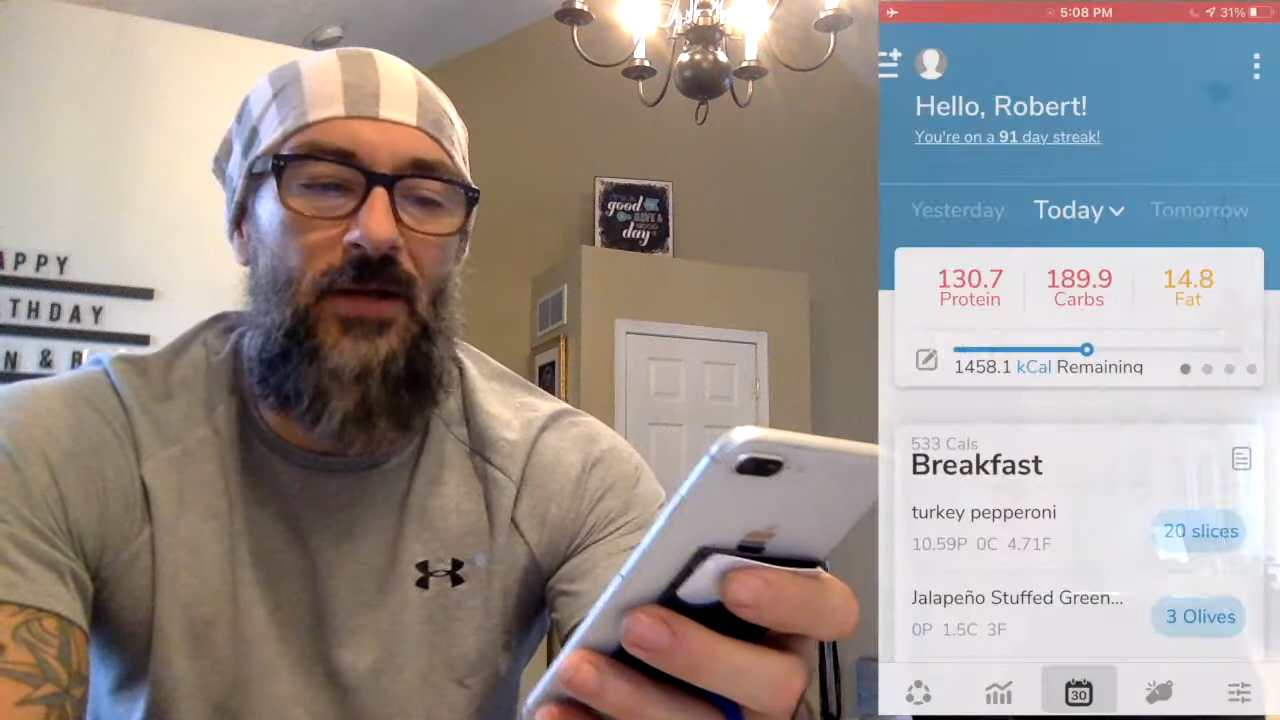 APPY
THDAY
N & B
good
HAVE A
GOOD
day
5:08 PM
31%
Hello, Robert!
You're on a 91 day streak!
Yesterday Today Tomorrow
130.7 189.9 14.8
Protein Carbs Fat
1458.1 kCal Remaining
533 Cals
Breakfast
turkey pepperoni
20 slices
10.59P 0C 4.71F
Jalapeño Stuffed Green...
3 Olives
0P 1.5C 3F
30